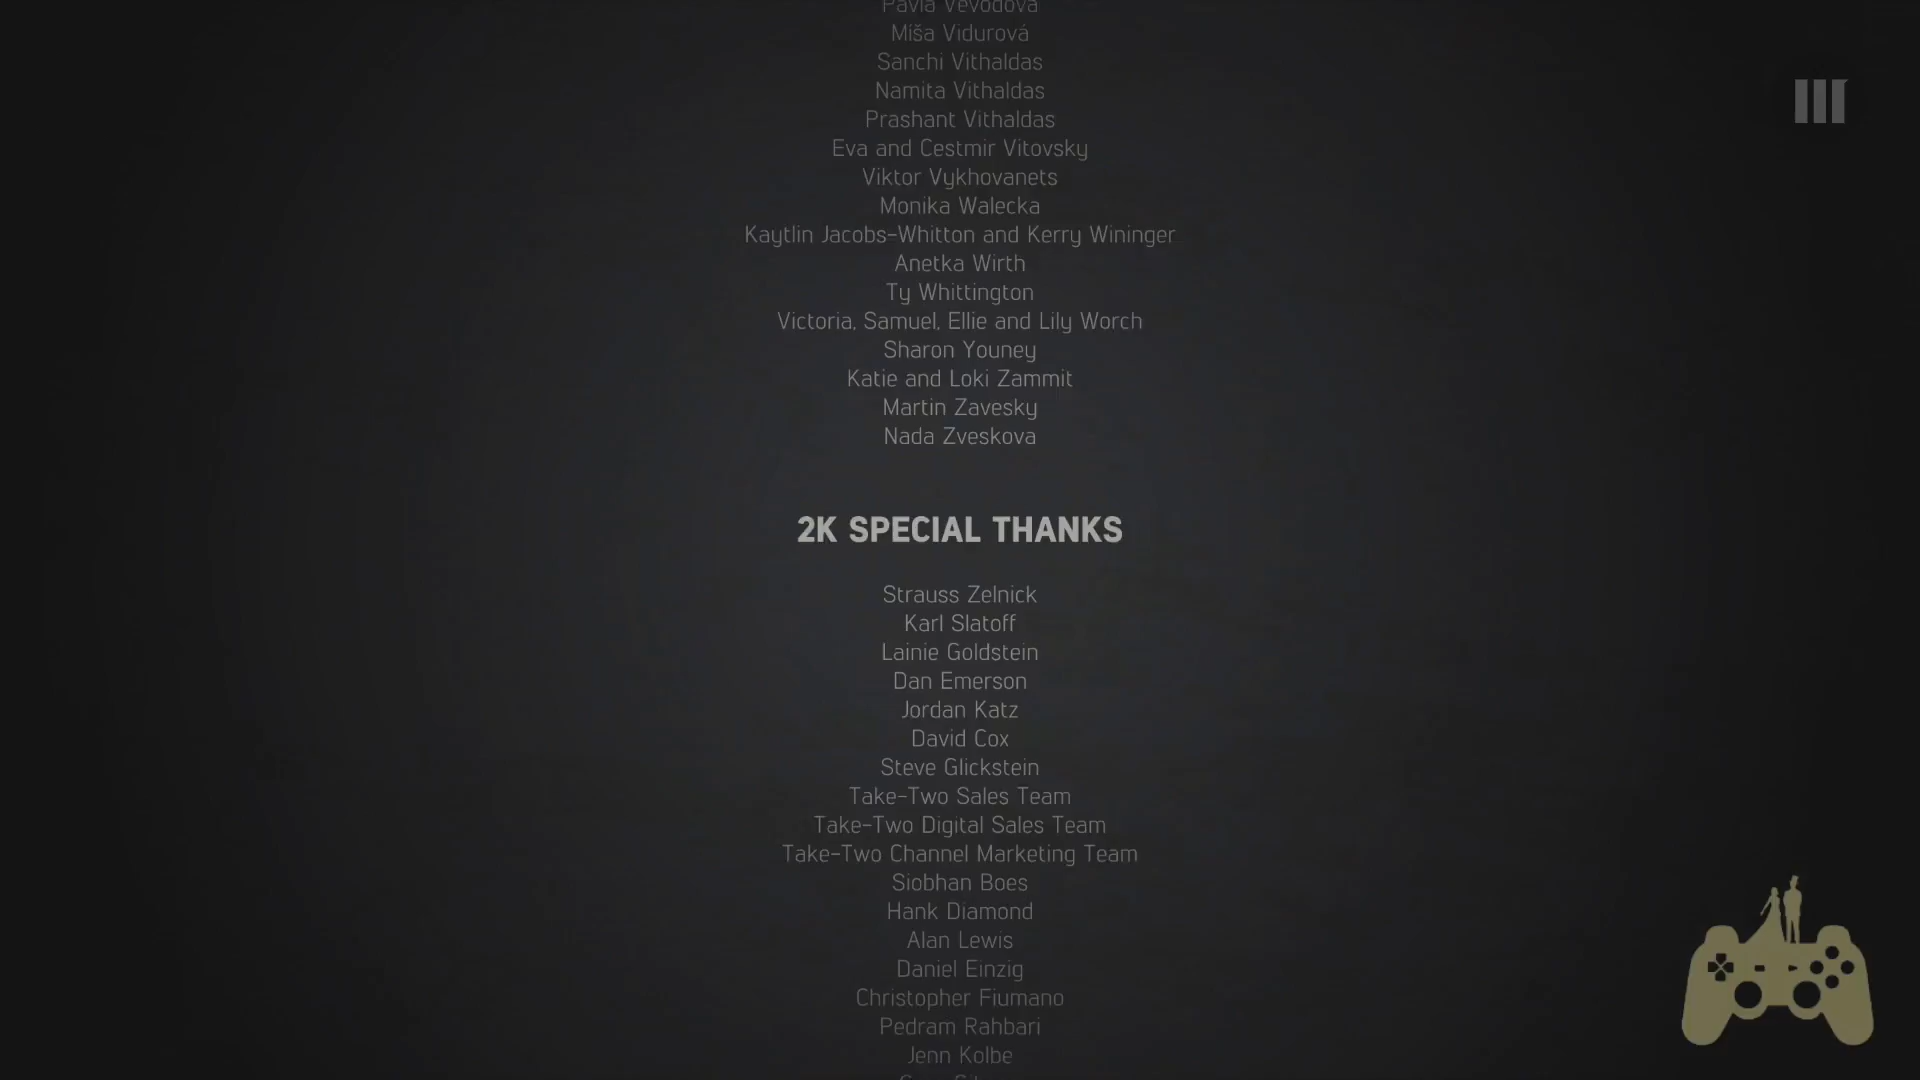 Pavla Vevodova
Míša Vidurová
Sanchi Vithaldas
Namita Vithaldas
Prashant Vithaldas
Eva and Cestmir Vitovsky
Viktor Vykhovanets
Monika Walecka
Kaytlin Jacobs-Whitton and Kerry Wininger
Anetka Wirth
Ty Whittington
Victoria, Samuel, Ellie and Lily Worch
Sharon Youney
Katie and Loki Zammit
Martin Zavesky
Nada Zveskova
2K SPECIAL THANKS
Strauss Zelnick
Karl Slatoff
Lainie Goldstein
Dan Emerson
Jordan Katz
David Cox
Steve Glickstein
Take-Two Sales Team
Take-Two Digital Sales Team
Take-Two Channel Marketing Team
Siobhan Boes
Hank Diamond
Alan Lewis
Daniel Einzig
Christopher Fiumano
Pedram Rahbari
Jenn Kolbe